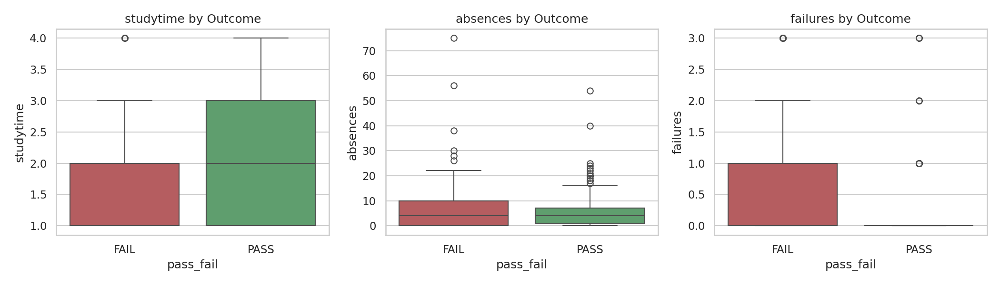 studytime by Outcome
4.0
3.5
3.0
2.5
2.0
1.5
1.0
studytime
FAIL PASS
pass_fail
absences by Outcome
70
60
50
40
30
20
10
0
absences
FAIL PASS
pass_fail
failures by Outcome
3.0
2.5
2.0
1.5
1.0
0.5
0.0
failures
FAIL PASS
pass_fail